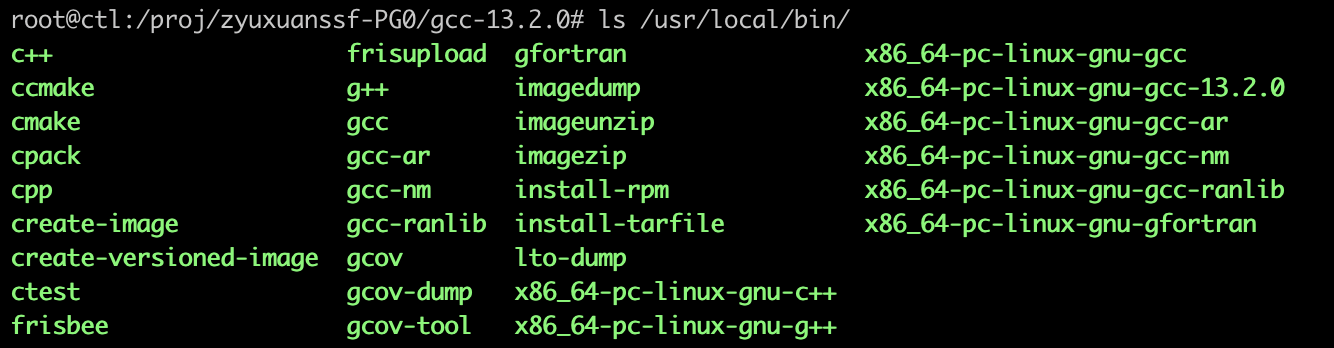 root@ctl:/proj/zyuxuanssf-PG0/gcc-13.2.0# ls /usr/local/bin/
c++ frisupload gfortran x86_64-pc-linux-gnu-gcc
ccmake g++ imagedump x86_64-pc-linux-gnu-gcc-13.2.0
cmake gcc imageunzip x86_64-pc-linux-gnu-gcc-ar
cpack gcc-ar imagezip x86_64-pc-linux-gnu-gcc-nm
cpp gcc-nm install-rpm x86_64-pc-linux-gnu-gcc-ranlib
create-image gcc-ranlib install-tarfile x86_64-pc-linux-gnu-gfortran
create-versioned-image gcov lto-dump
ctest gcov-dump x86_64-pc-linux-gnu-c++
frisbee gcov-tool x86_64-pc-linux-gnu-g++